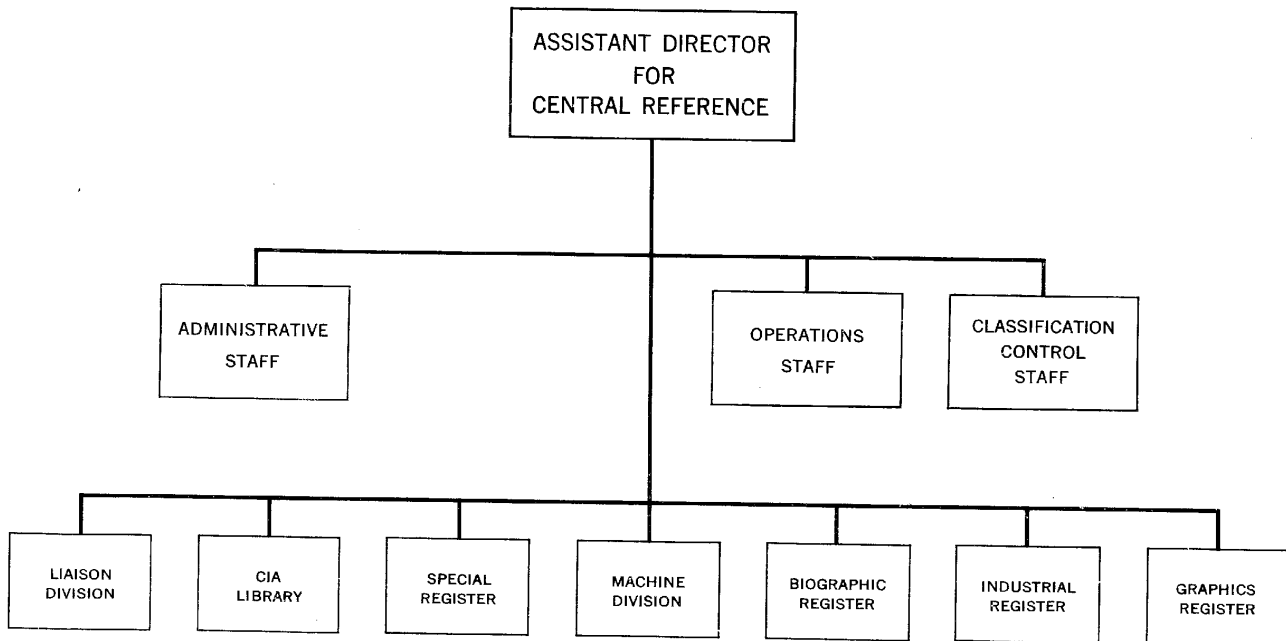 ASSISTANT DIRECTOR
FOR
CENTRAL REFERENCE
ADMINISTRATIVE
STAFF
OPERATIONS
STAFF
CLASSIFICATION
CONTROL
STAFF
LIAISON
DIVISION
CIA
LIBRARY
SPECIAL
REGISTER
MACHINE
DIVISION
BIOGRAPHIC
REGISTER
INDUSTRIAL
REGISTER
GRAPHICS
REGISTER